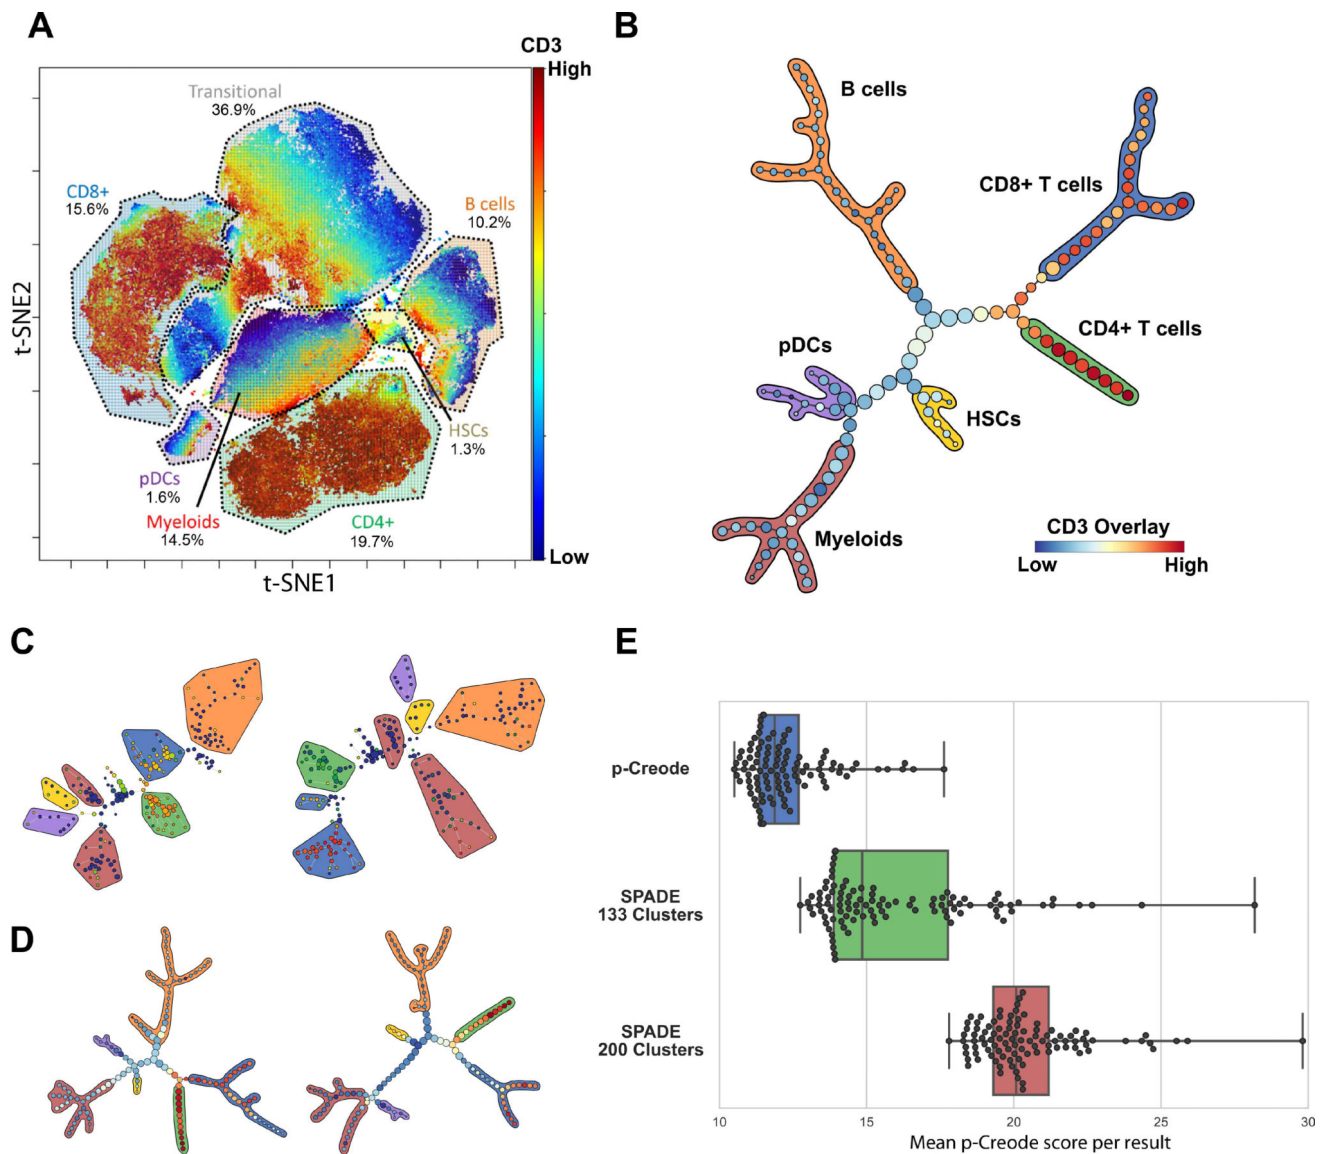 A
CD3
High
Low
Transitional
36.9%
CD8+
15.6%
B cells
10.2%
HSCs
1.3%
pDCs
1.6%
Myeloids
14.5%
CD4+
19.7%
t-SNE2
t-SNE1
B
B cells
CD8+ T cells
CD4+ T cells
pDCs
HSCs
Myeloids
CD3 Overlay
Low High
C
D
E
p-Creode
SPADE
133 Clusters
SPADE
200 Clusters
10 15 20 25 30
Mean p-Creode score per result